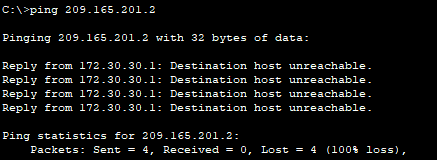 C:\>ping 209.165.201.2
Pinging 209.165.201.2 with 32 bytes of data:
Reply from 172.30.30.1: Destination host unreachable.
Reply from 172.30.30.1: Destination host unreachable.
Reply from 172.30.30.1: Destination host unreachable.
Reply from 172.30.30.1: Destination host unreachable.
Ping statistics for 209.165.201.2:
Packets: Sent = 4, Received = 0, Lost = 4 (100% loss),